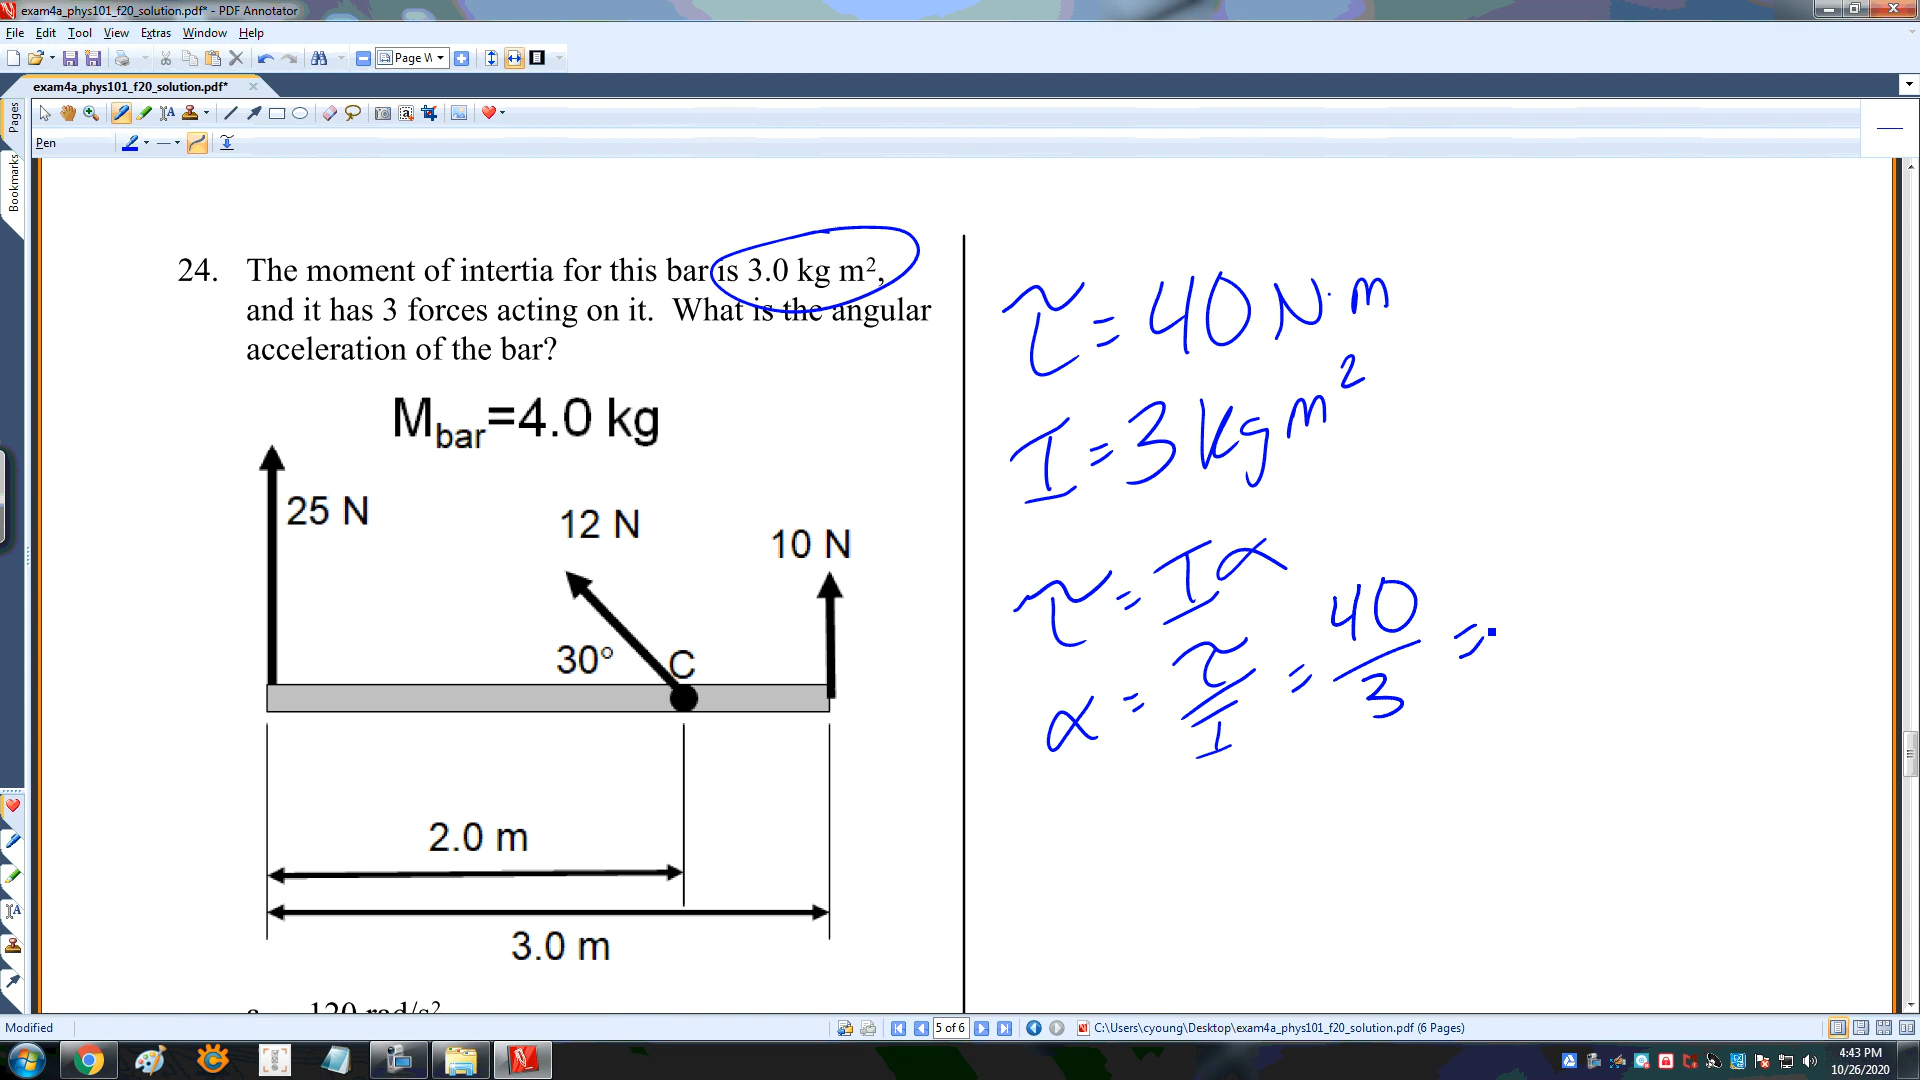 exam4a_phys101_f20_solution.pdf* - PDF Annotator
File Edit Tool View Extras Window Help
Page W
exam4a_phys101_f20_solution.pdf*
Pages
Bookmarks
Pen
24. The moment of intertia for this bar is 3.0 kg m²,
and it has 3 forces acting on it. What is the angular
acceleration of the bar?
M_bar=4.0 kg
25 N
12 N
10 N
30°
C
2.0 m
3.0 m
τ = 40 N·m
I = 3 kg m²
τ = Iα
α = τ/I = 40/3 =
Modified
5 of 6
C:\Users\cyoung\Desktop\exam4a_phys101_f20_solution.pdf (6 Pages)
4:43 PM
10/26/2020